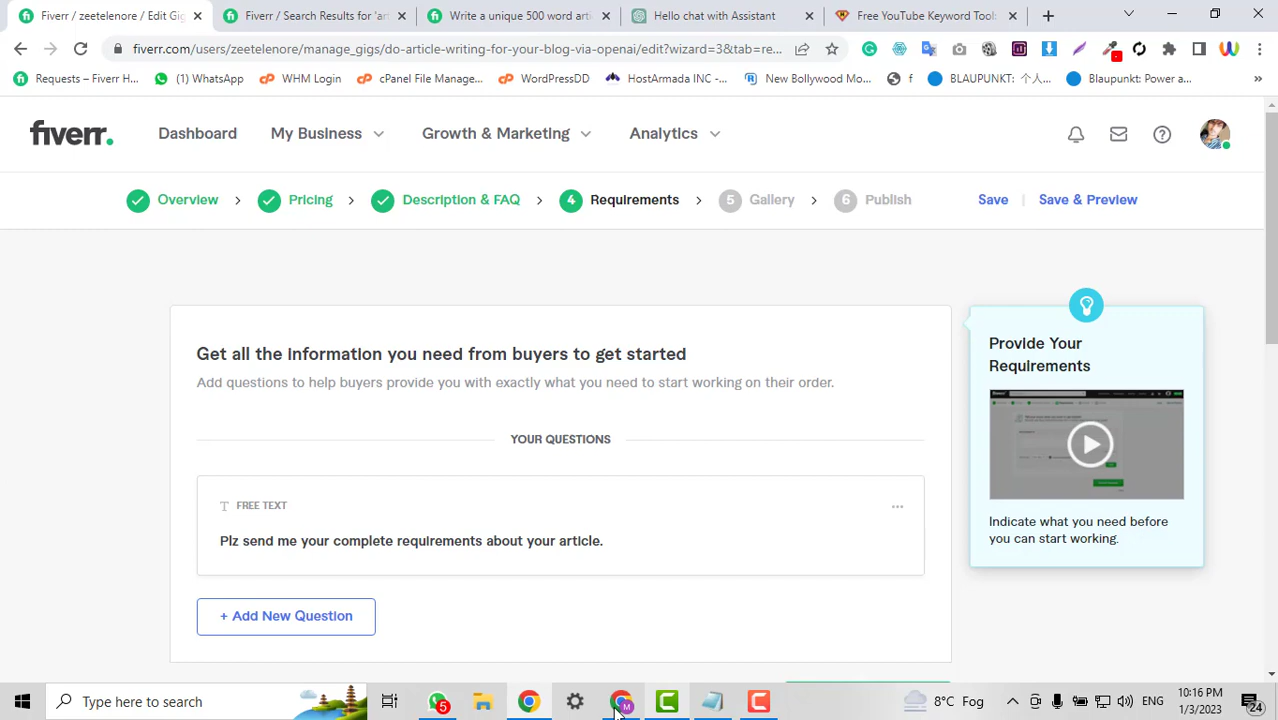 Fiverr / zeetelenore / Edit Gig
Fiverr / Search Results for 'art
Write a unique 500 word article
Hello chat with Assistant
Free YouTube Keyword Tool:
fiverr.com/users/zeetelenore/manage_gigs/do-article-writing-for-your-blog-via-openai/edit?wizard=3&tab=re...
Requests – Fiverr H...
(1) WhatsApp
WHM Login
cPanel File Manage...
WordPressDD
HostArmada INC -...
New Bollywood Mo...
f
BLAUPUNKT: 个人...
Blaupunkt: Power a...
»
fiverr.
Dashboard
My Business
Growth & Marketing
Analytics
Overview
Pricing
Description & FAQ
4 Requirements
5 Gallery
6 Publish
Save
Save & Preview
Get all the information you need from buyers to get started
Add questions to help buyers provide you with exactly what you need to start working on their order.
YOUR QUESTIONS
FREE TEXT
Plz send me your complete requirements about your article.
+ Add New Question
Provide Your
Requirements
Indicate what you need before
you can start working.
Type here to search
5
M
8°C Fog
ENG
10:16 PM
1/3/2023
24